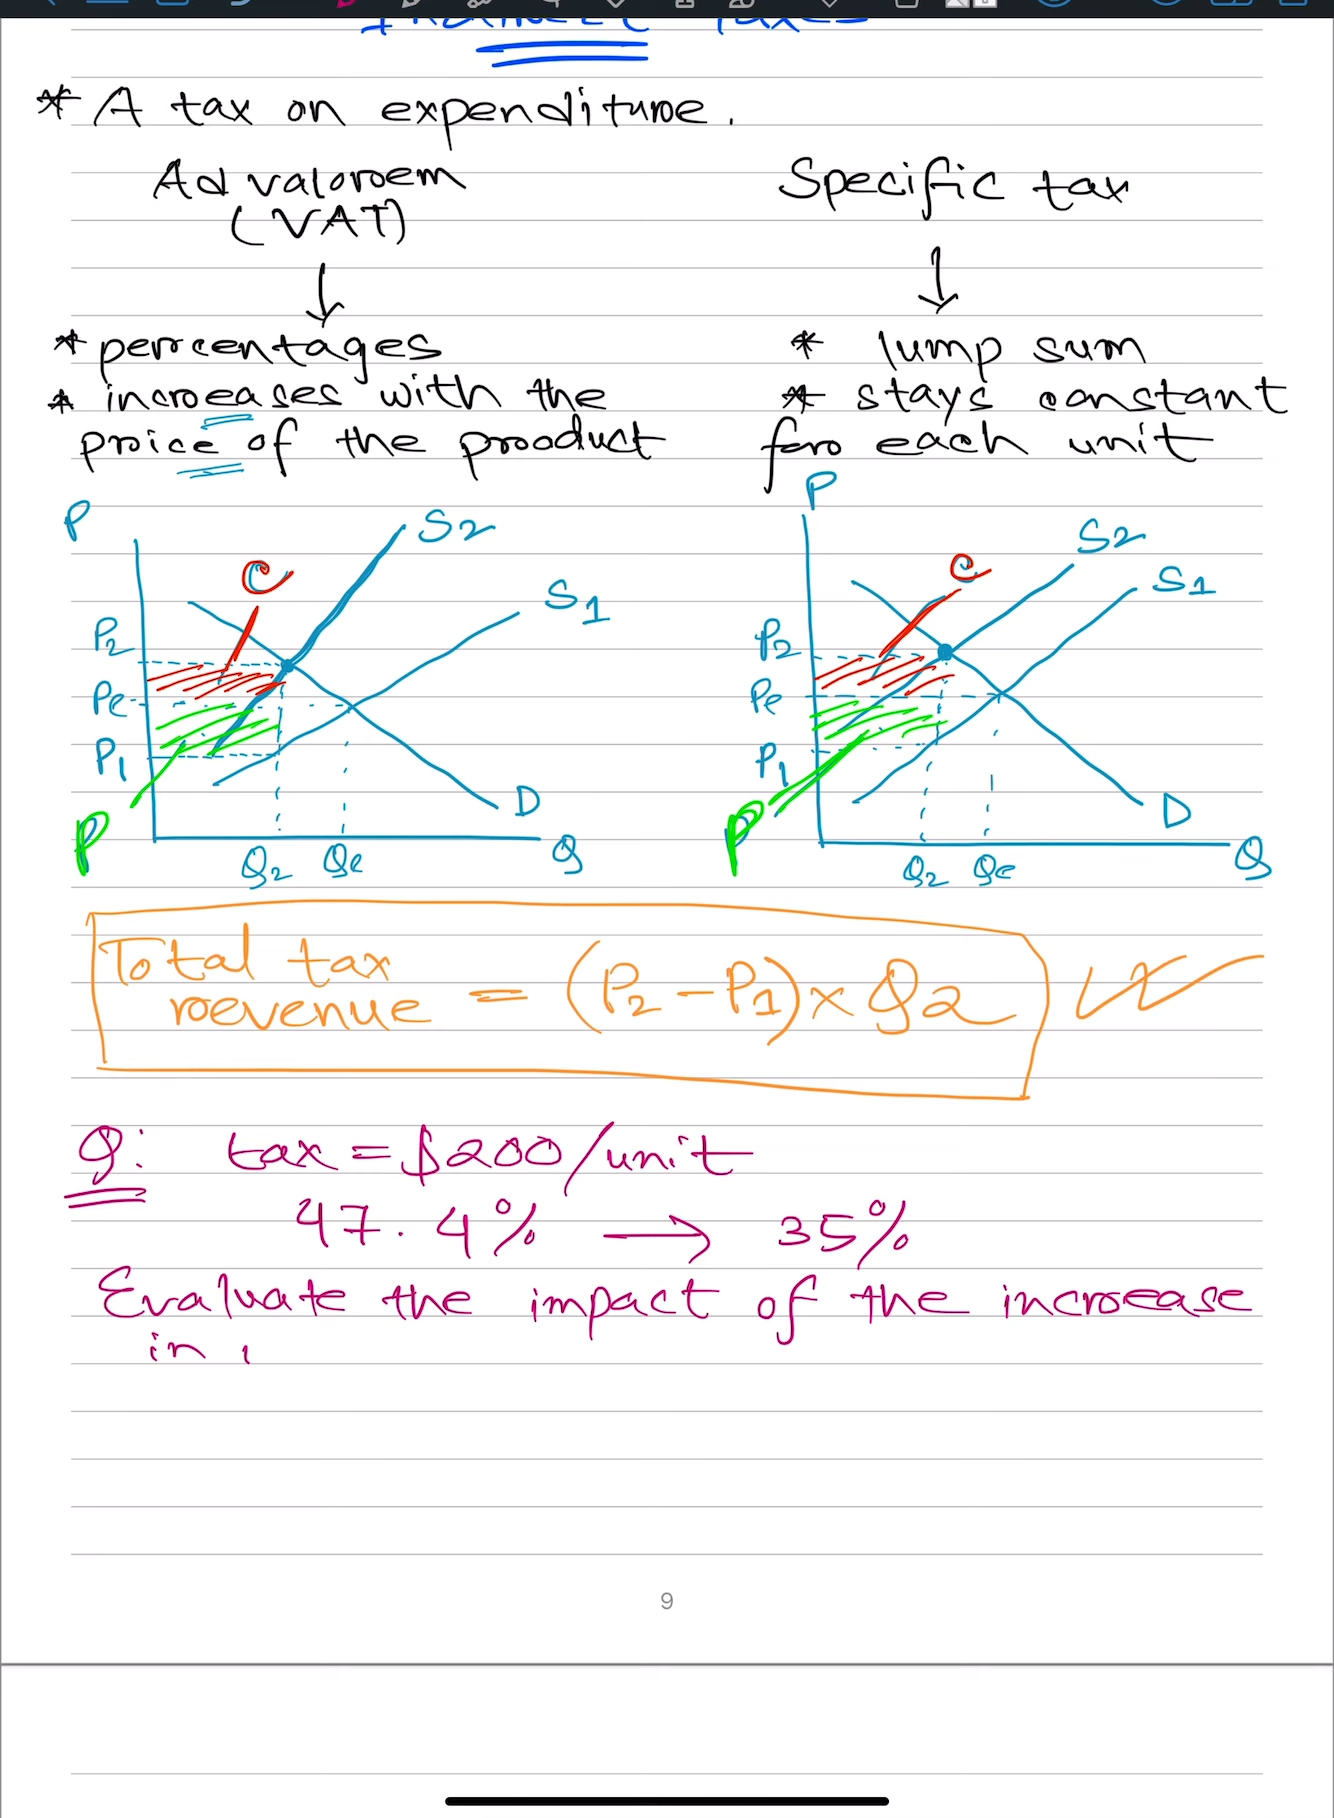 * A tax on expenditure.
Ad valorem
(VAT)
Specific tax
* percentages
* increases with the
price of the product
* lump sum
* stays constant
for each unit
P
S2
S1
C
P2
Pe
P1
P
D
Q2
Qe
Q
P
S2
S1
C
P2
Pe
P1
P
D
Q2
Qe
Q
Total tax
revenue = (P2 - P1) x Q2
Q: tax = $200/unit
47.4% → 35%
Evaluate the impact of the increase
in
9